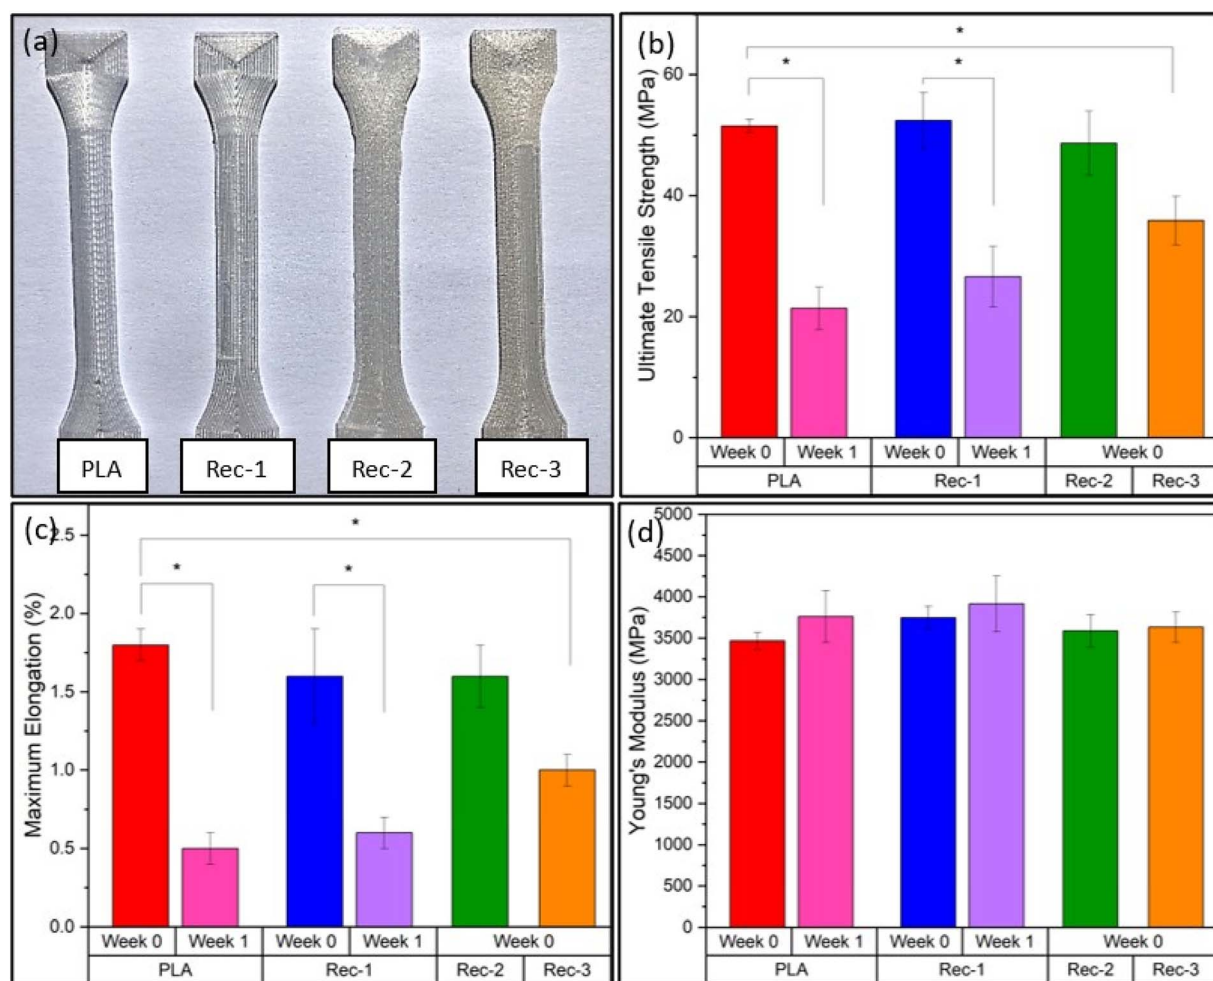 (a)
PLA
Rec-1
Rec-2
Rec-3
(b)
Ultimate Tensile Strength (MPa)
60
40
20
0
*
*
*
Week 0
Week 1
Week 0
Week 1
Week 0
PLA
Rec-1
Rec-2
Rec-3
(c)
Maximum Elongation (%)
2.5
2.0
1.5
1.0
0.5
0.0
*
*
*
Week 0
Week 1
Week 0
Week 1
Week 0
PLA
Rec-1
Rec-2
Rec-3
(d)
Young's Modulus (MPa)
5000
4500
4000
3500
3000
2500
2000
1500
1000
500
0
Week 0
Week 1
Week 0
Week 1
Week 0
PLA
Rec-1
Rec-2
Rec-3